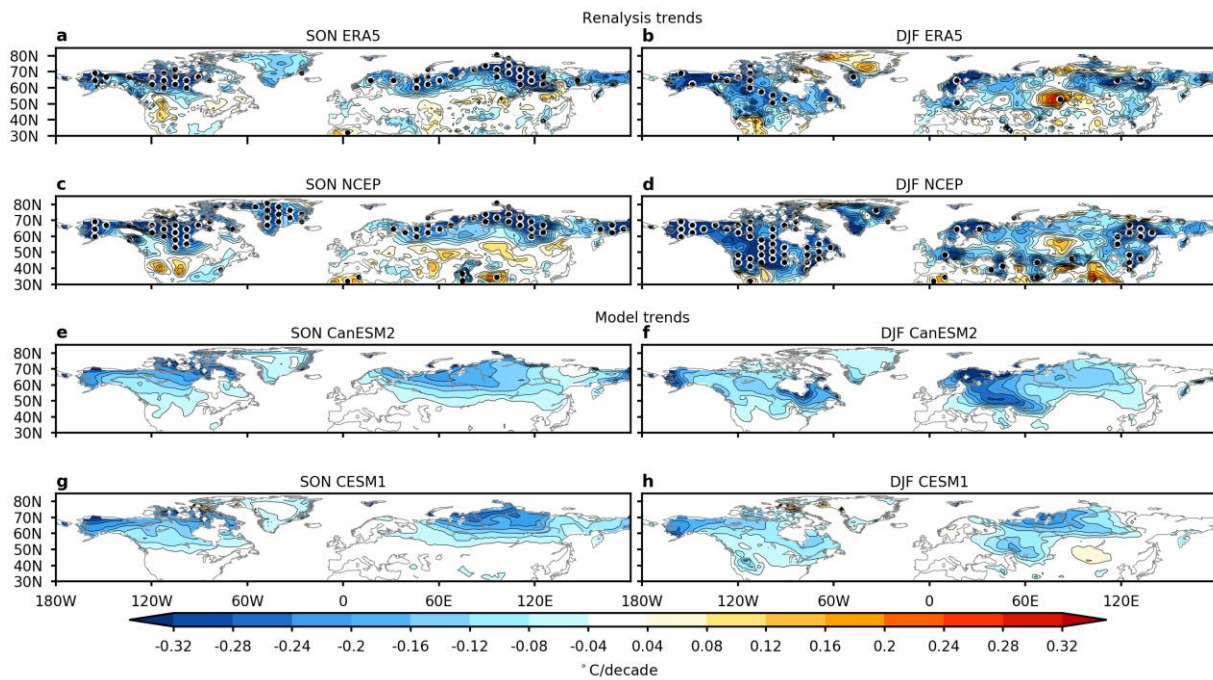 Renalysis trends
a SON ERA5 b DJF ERA5
80N
70N
60N
50N
40N
30N
c SON NCEP d DJF NCEP
80N
70N
60N
50N
40N
30N
Model trends
e SON CanESM2 f DJF CanESM2
80N
70N
60N
50N
40N
30N
g SON CESM1 h DJF CESM1
80N
70N
60N
50N
40N
30N
180W 120W 60W 0 60E 120E 180W 120W 60W 0 60E 120E
-0.32 -0.28 -0.24 -0.2 -0.16 -0.12 -0.08 -0.04 0.04 0.08 0.12 0.16 0.2 0.24 0.28 0.32
°C/decade